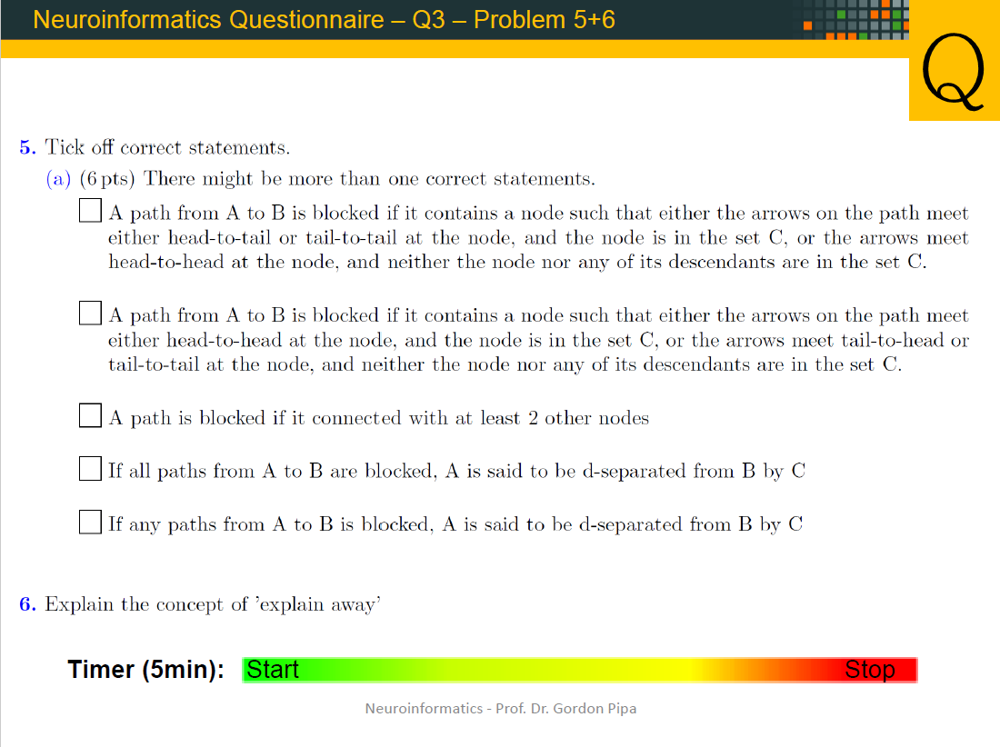 Neuroinformatics Questionnaire – Q3 – Problem 5+6
Q
5. Tick off correct statements.
(a) (6 pts) There might be more than one correct statements.
A path from A to B is blocked if it contains a node such that either the arrows on the path meet
either head-to-tail or tail-to-tail at the node, and the node is in the set C, or the arrows meet
head-to-head at the node, and neither the node nor any of its descendants are in the set C.
A path from A to B is blocked if it contains a node such that either the arrows on the path meet
either head-to-head at the node, and the node is in the set C, or the arrows meet tail-to-head or
tail-to-tail at the node, and neither the node nor any of its descendants are in the set C.
A path is blocked if it connected with at least 2 other nodes
If all paths from A to B are blocked, A is said to be d-separated from B by C
If any paths from A to B is blocked, A is said to be d-separated from B by C
6. Explain the concept of 'explain away'
Timer (5min): Start Stop
Neuroinformatics - Prof. Dr. Gordon Pipa